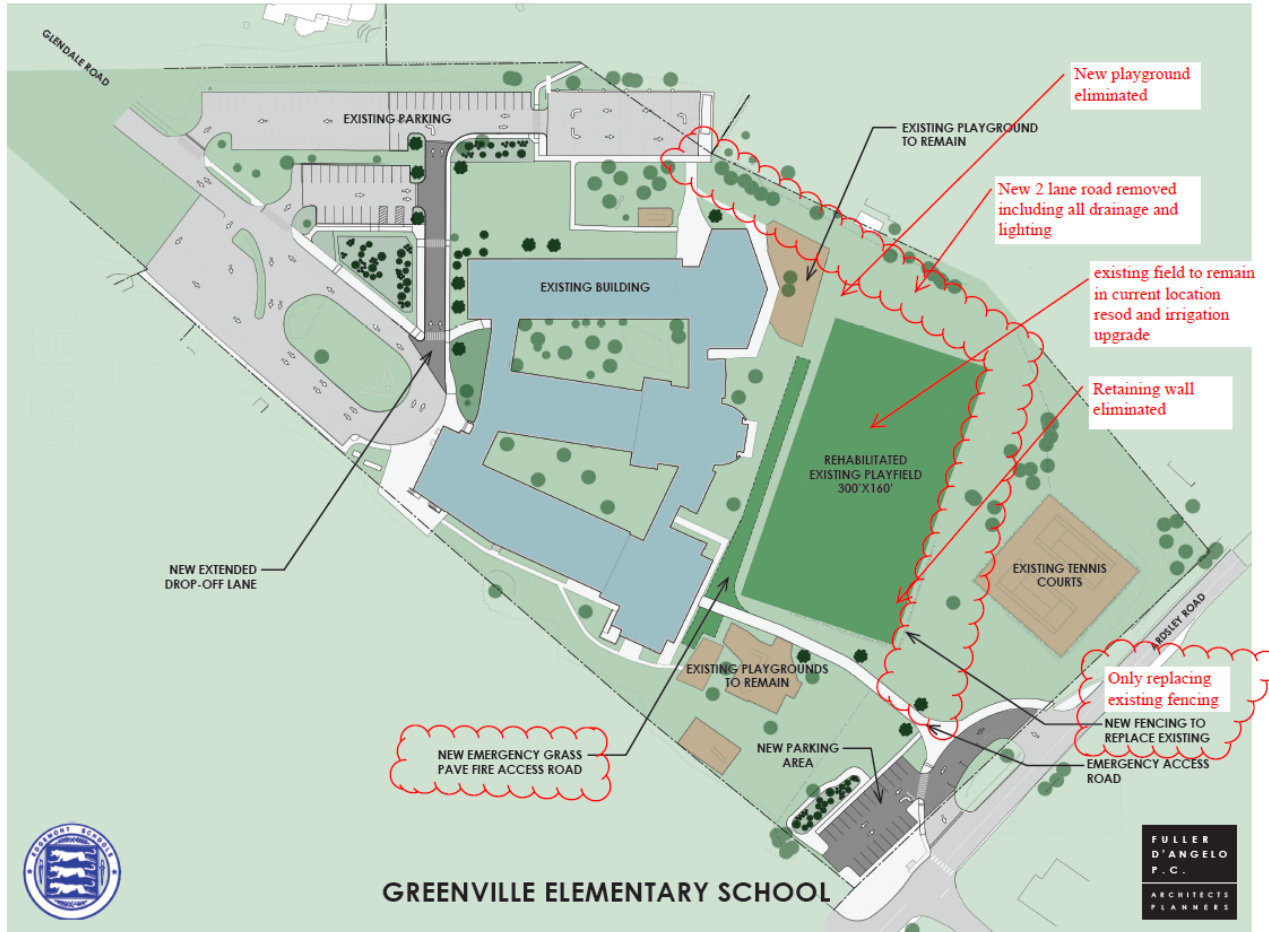 GLENDALE ROAD
EXISTING PARKING
New playground
eliminated
EXISTING PLAYGROUND
TO REMAIN
New 2 lane road removed
including all drainage and
lighting
existing field to remain
in current location
resod and irrigation
upgrade
EXISTING BUILDING
Retaining wall
eliminated
REHABILITATED
EXISTING PLAYFIELD
300'X160'
NEW EXTENDED
DROP-OFF LANE
EXISTING TENNIS
COURTS
ARDSLEY ROAD
EXISTING PLAYGROUNDS
TO REMAIN
Only replacing
existing fencing
NEW FENCING TO
REPLACE EXISTING
NEW EMERGENCY GRASS
PAVE FIRE ACCESS ROAD
NEW PARKING
AREA
EMERGENCY ACCESS
ROAD
EDGEMONT SCHOOLS
GREENVILLE ELEMENTARY SCHOOL
FULLER
D'ANGELO
P.C.
ARCHITECTS
PLANNERS